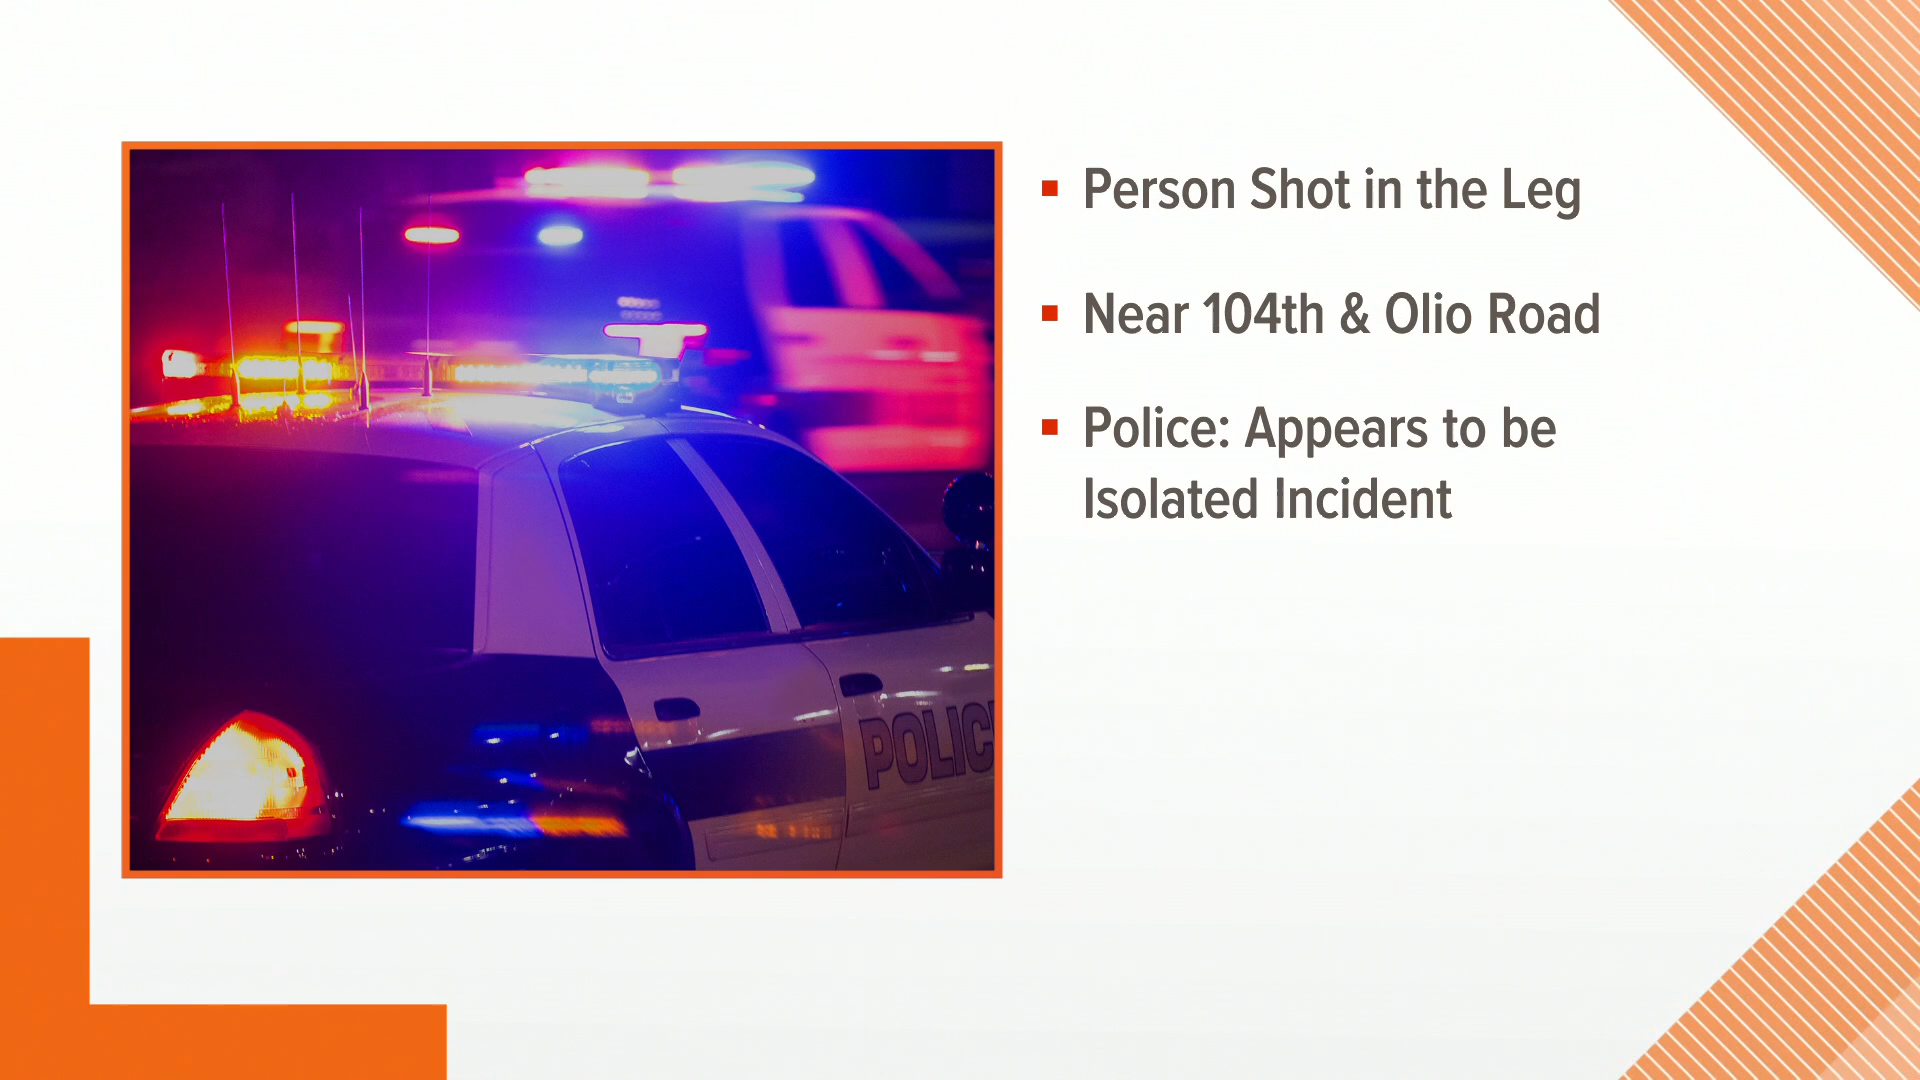 Person Shot in the Leg
Near 104th & Olio Road
Police: Appears to be
Isolated Incident
POLIC